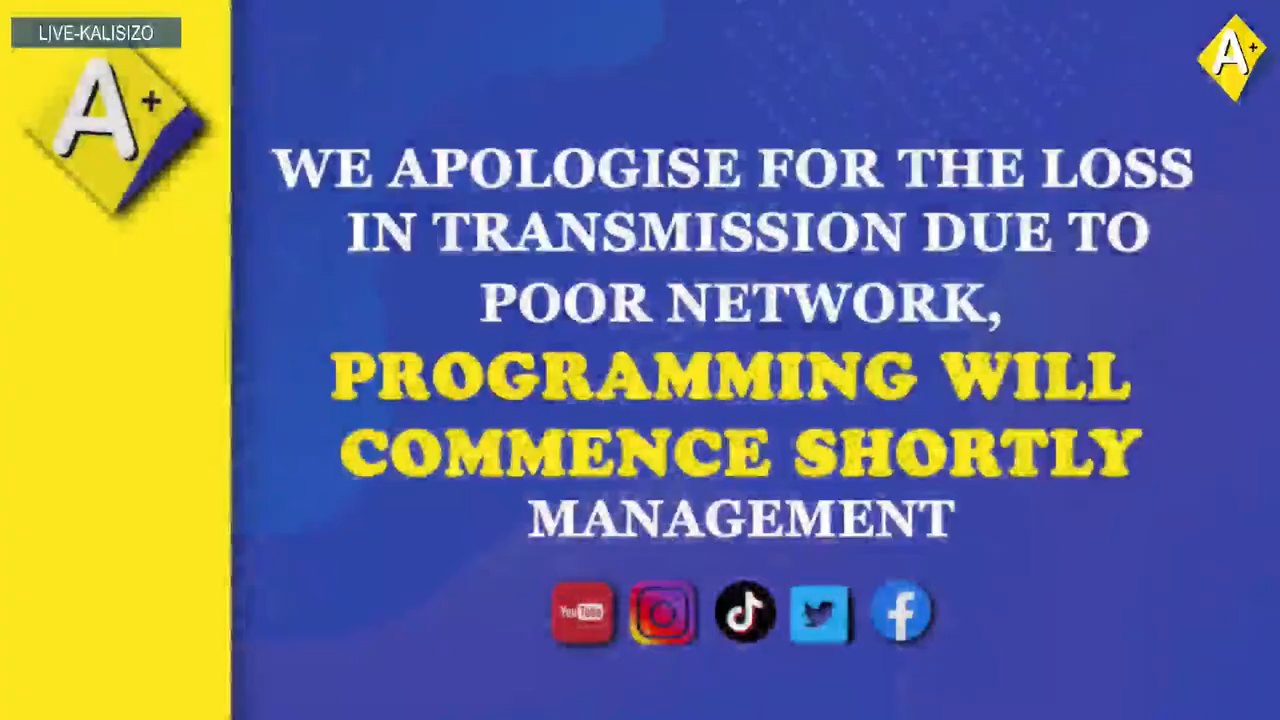 LIVE-KALISIZO
A+
A+
WE APOLOGISE FOR THE LOSS
IN TRANSMISSION DUE TO
POOR NETWORK,
PROGRAMMING WILL
COMMENCE SHORTLY
MANAGEMENT
YouTube